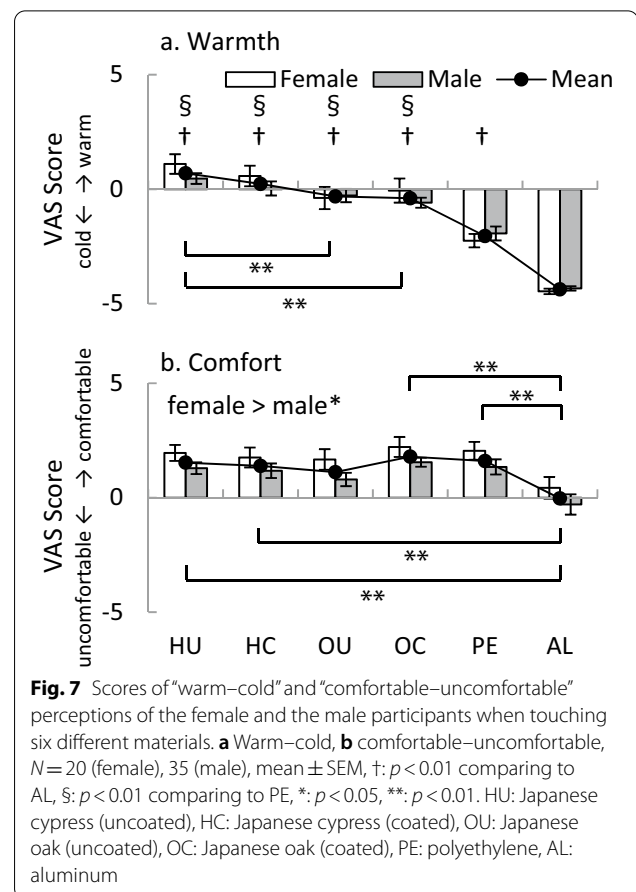 a. Warmth
Female Male Mean
5
§ § § §
† † † † †
VAS Score
cold ← → warm
0
**
**
-5
b. Comfort
**
5
female > male*
**
VAS Score
uncomfortable ← → comfortable
0
**
**
-5
HU HC OU OC PE AL
Fig. 7 Scores of “warm–cold” and “comfortable–uncomfortable”
perceptions of the female and the male participants when touching
six different materials. a Warm–cold, b comfortable–uncomfortable,
N = 20 (female), 35 (male), mean ± SEM, †: p < 0.01 comparing to
AL, §: p < 0.01 comparing to PE, *: p < 0.05, **: p < 0.01. HU: Japanese
cypress (uncoated), HC: Japanese cypress (coated), OU: Japanese
oak (uncoated), OC: Japanese oak (coated), PE: polyethylene, AL:
aluminum